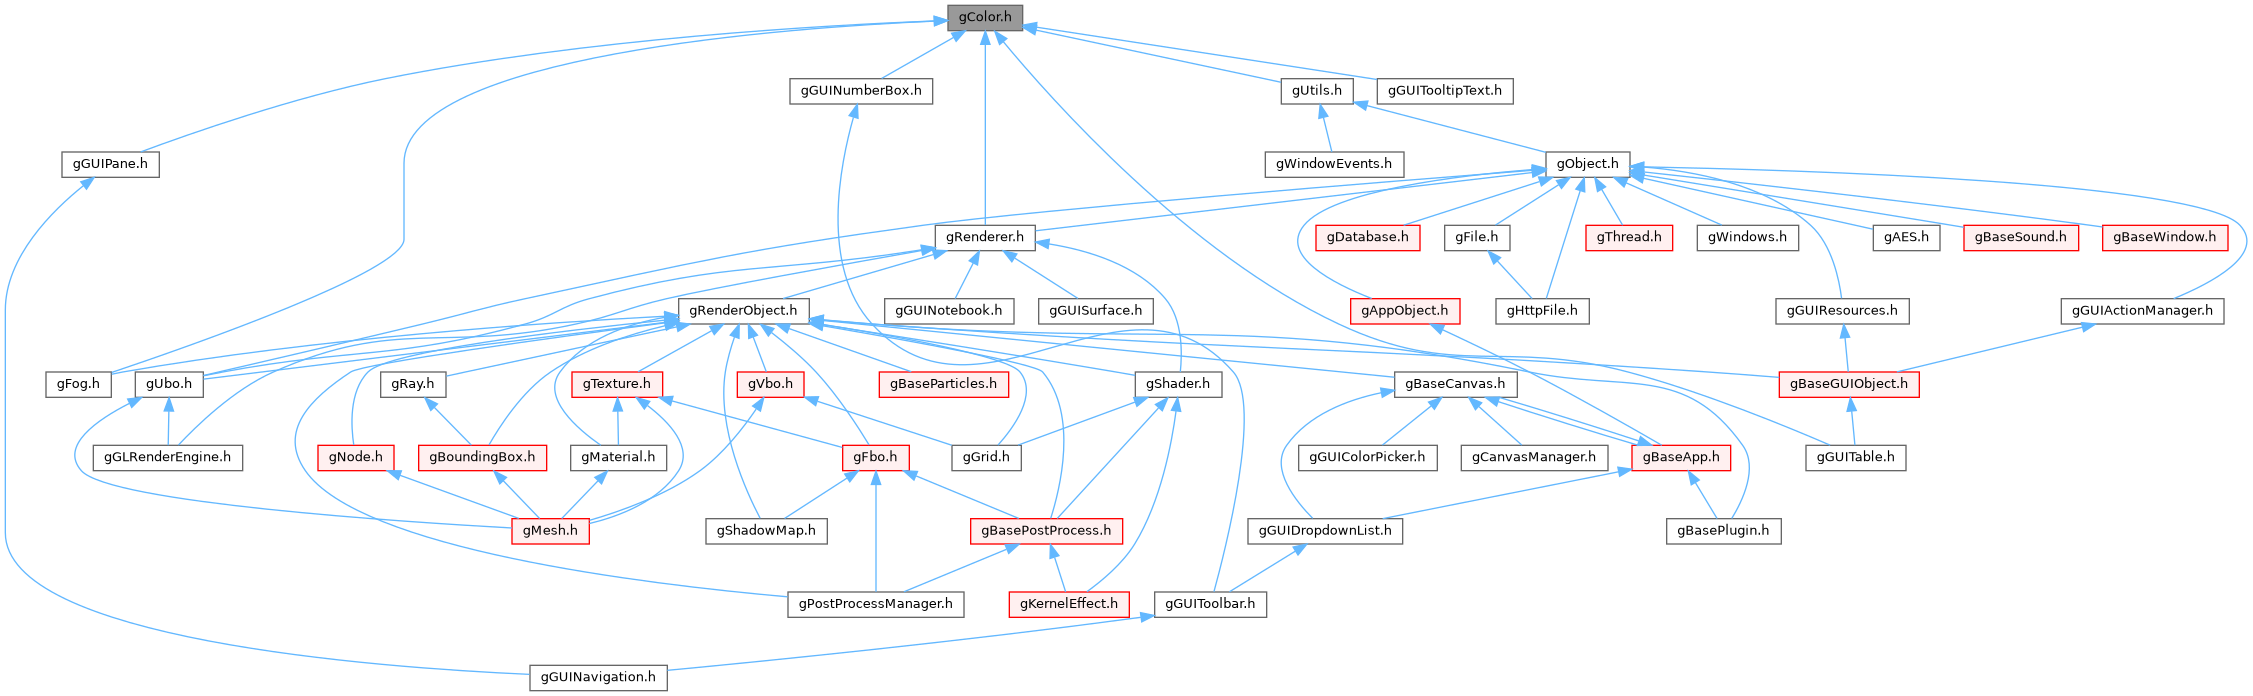 gColor.h
gGUINumberBox.h
gUtils.h
gGUITooltipText.h
gGUIPane.h
gWindowEvents.h
gObject.h
gRenderer.h
gDatabase.h
gFile.h
gThread.h
gWindows.h
gAES.h
gBaseSound.h
gBaseWindow.h
gRenderObject.h
gGUINotebook.h
gGUISurface.h
gAppObject.h
gHttpFile.h
gGUIResources.h
gGUIActionManager.h
gFog.h
gUbo.h
gRay.h
gTexture.h
gVbo.h
gBaseParticles.h
gShader.h
gBaseCanvas.h
gBaseGUIObject.h
gGLRenderEngine.h
gNode.h
gBoundingBox.h
gMaterial.h
gFbo.h
gGrid.h
gGUIColorPicker.h
gCanvasManager.h
gBaseApp.h
gGUITable.h
gMesh.h
gShadowMap.h
gBasePostProcess.h
gGUIDropdownList.h
gBasePlugin.h
gPostProcessManager.h
gKernelEffect.h
gGUIToolbar.h
gGUINavigation.h